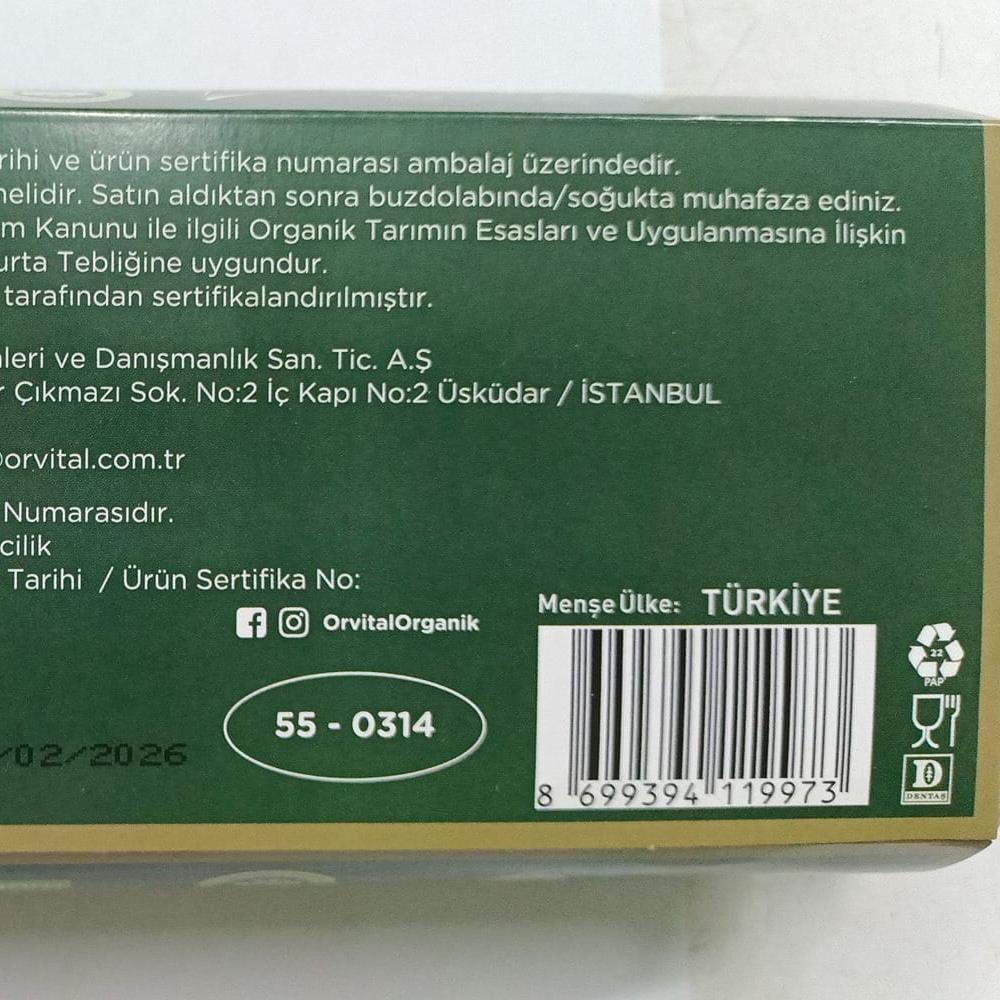 rihi ve ürün sertifika numarası ambalaj üzerindedir.
nelidir. Satın aldıktan sonra buzdolabında/soğukta muhafaza ediniz.
m Kanunu ile ilgili Organik Tarımın Esasları ve Uygulanmasına İlişkin
urta Tebliğine uygundur.
tarafından sertifikalandırılmıştır.
leri ve Danışmanlık San. Tic. A.Ş
r Çıkmazı Sok. No:2 İç Kapı No:2 Üsküdar / İSTANBUL
@orvital.com.tr
Numarasıdır.
cilik
Tarihi / Ürün Sertifika No:
OrvitalOrganik
Menşe Ülke: TÜRKİYE
55 - 0314
/02/2026
8 699394 119973
22
PAP
D
DENTAŞ